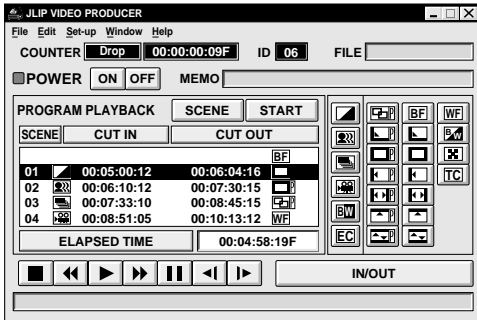 JLIP VIDEO PRODUCER
File Edit Set-up Window Help
COUNTER Drop 00:00:00:09F ID 06 FILE
POWER ON OFF MEMO
PROGRAM PLAYBACK SCENE START
SCENE CUT IN CUT OUT
BF
01 00:05:00:12 00:06:04:16
02 00:06:10:12 00:07:30:15 P
03 00:07:33:10 00:08:45:15 P
04 00:08:51:05 00:10:13:12 WF
ELAPSED TIME 00:04:58:19F
P BF WF
P B/W
P
P TC
P
BW P
EC P
IN/OUT